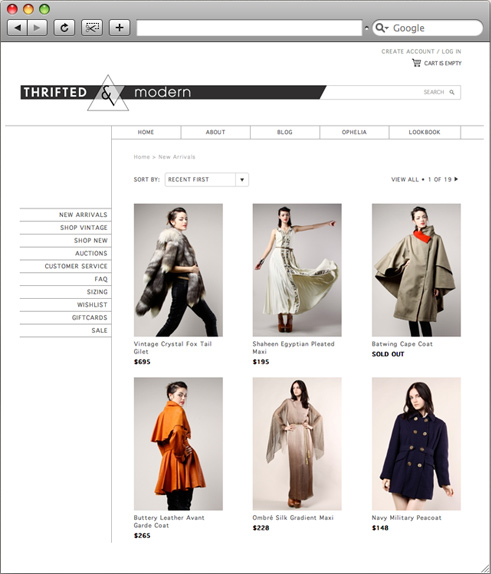 Google
CREATE ACCOUNT / LOG IN
CART IS EMPTY
THRIFTED & modern
SEARCH
HOME
ABOUT
BLOG
OPHELIA
LOOKBOOK
Home > New Arrivals
SORT BY:
RECENT FIRST
VIEW ALL • 1 OF 19
NEW ARRIVALS
SHOP VINTAGE
SHOP NEW
AUCTIONS
CUSTOMER SERVICE
FAQ
SIZING
WISHLIST
GIFTCARDS
SALE
Vintage Crystal Fox Tail
Gilet
$695
Shaheen Egyptian Pleated
Maxi
$195
Batwing Cape Coat
SOLD OUT
Buttery Leather Avant
Garde Coat
$265
Ombré Silk Gradient Maxi
$228
Navy Military Peacoat
$148